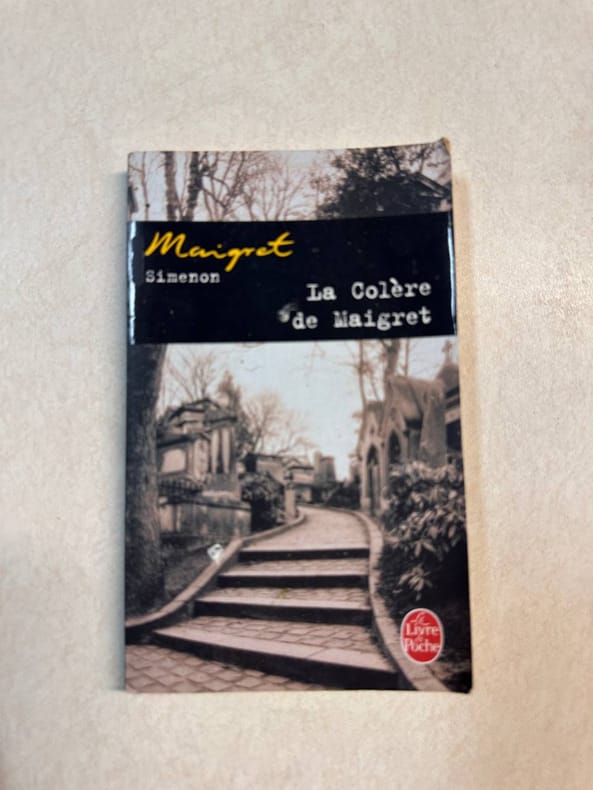 Maigret
Simenon
La Colère
de Maigret
Le
Livre
de
Poche